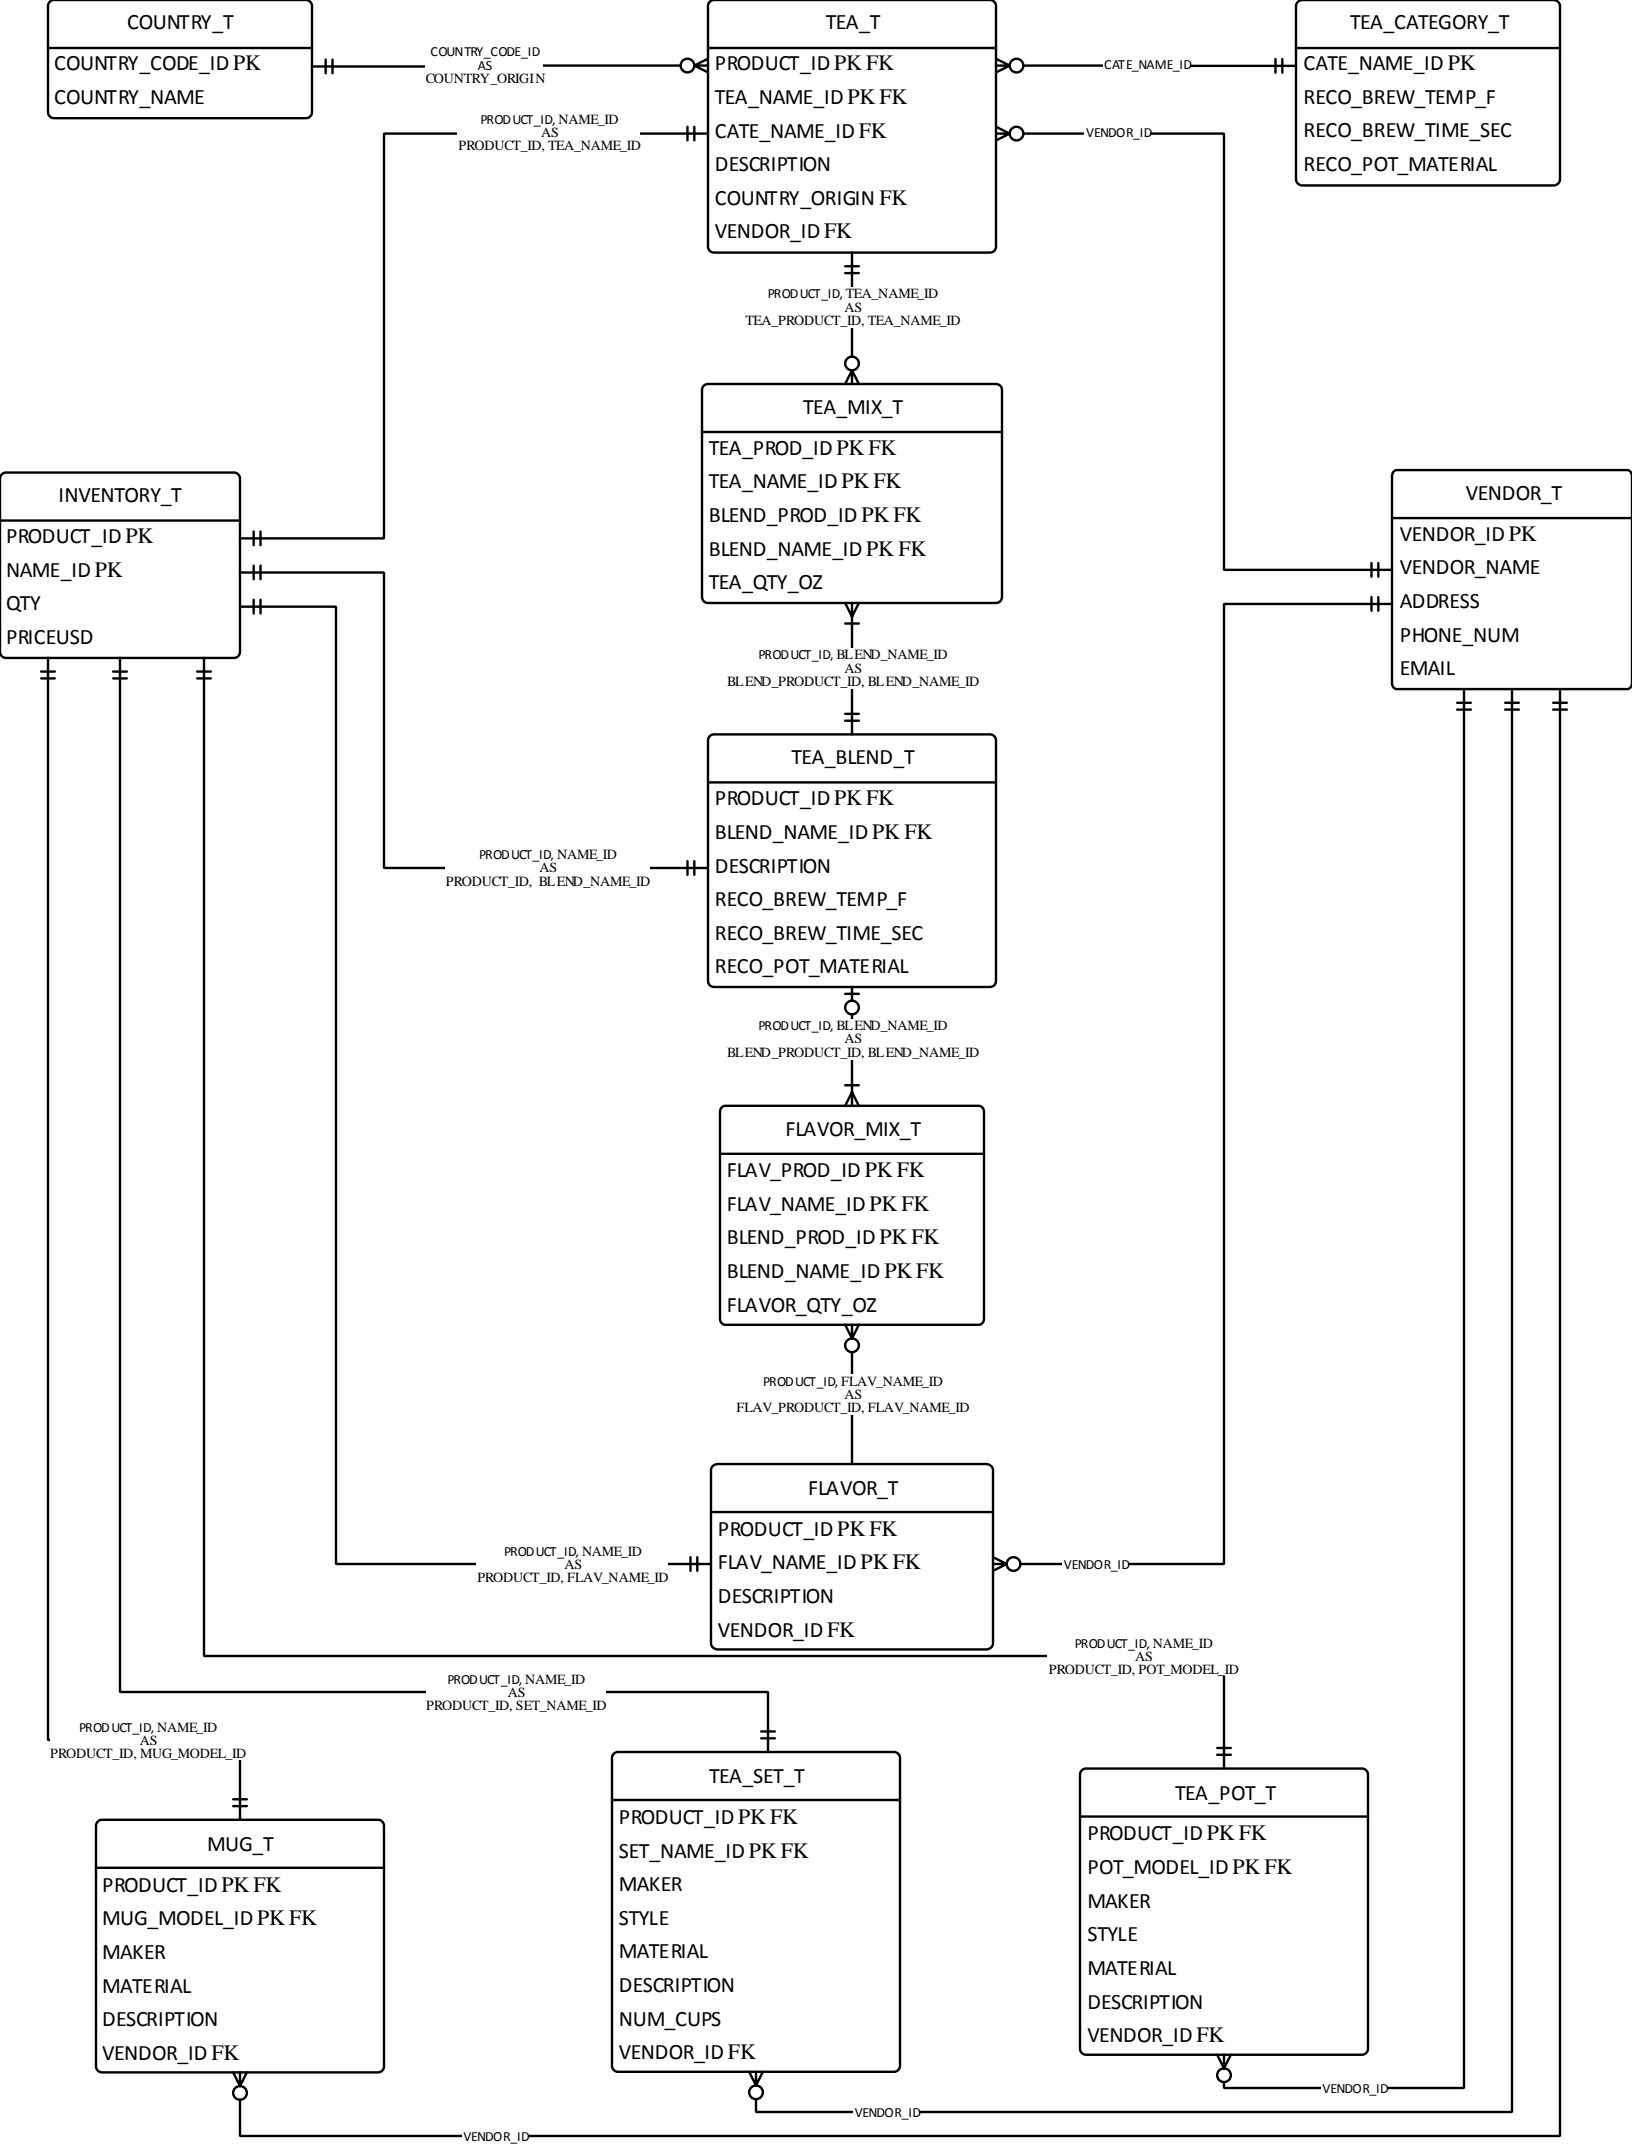 COUNTRY_T
COUNTRY_CODE_ID PK
COUNTRY_NAME
COUNTRY_CODE_ID
AS
COUNTRY_ORIGIN
TEA_T
PRODUCT_ID PK FK
TEA_NAME_ID PK FK
CATE_NAME_ID FK
DESCRIPTION
COUNTRY_ORIGIN FK
VENDOR_ID FK
CATE_NAME_ID
TEA_CATEGORY_T
CATE_NAME_ID PK
RECO_BREW_TEMP_F
RECO_BREW_TIME_SEC
RECO_POT_MATERIAL
PRODUCT_ID, NAME_ID
AS
PRODUCT_ID, TEA_NAME_ID
VENDOR_ID
PRODUCT_ID, TEA_NAME_ID
AS
TEA_PRODUCT_ID, TEA_NAME_ID
TEA_MIX_T
TEA_PROD_ID PK FK
TEA_NAME_ID PK FK
BLEND_PROD_ID PK FK
BLEND_NAME_ID PK FK
TEA_QTY_OZ
INVENTORY_T
PRODUCT_ID PK
NAME_ID PK
QTY
PRICEUSD
VENDOR_T
VENDOR_ID PK
VENDOR_NAME
ADDRESS
PHONE_NUM
EMAIL
PRODUCT_ID, BLEND_NAME_ID
AS
BLEND_PRODUCT_ID, BLEND_NAME_ID
TEA_BLEND_T
PRODUCT_ID PK FK
BLEND_NAME_ID PK FK
DESCRIPTION
RECO_BREW_TEMP_F
RECO_BREW_TIME_SEC
RECO_POT_MATERIAL
PRODUCT_ID, NAME_ID
AS
PRODUCT_ID, BLEND_NAME_ID
PRODUCT_ID, BLEND_NAME_ID
AS
BLEND_PRODUCT_ID, BLEND_NAME_ID
FLAVOR_MIX_T
FLAV_PROD_ID PK FK
FLAV_NAME_ID PK FK
BLEND_PROD_ID PK FK
BLEND_NAME_ID PK FK
FLAVOR_QTY_OZ
PRODUCT_ID, FLAV_NAME_ID
AS
FLAV_PRODUCT_ID, FLAV_NAME_ID
FLAVOR_T
PRODUCT_ID PK FK
FLAV_NAME_ID PK FK
DESCRIPTION
VENDOR_ID FK
PRODUCT_ID, NAME_ID
AS
PRODUCT_ID, FLAV_NAME_ID
VENDOR_ID
PRODUCT_ID, NAME_ID
AS
PRODUCT_ID, POT_MODEL_ID
PRODUCT_ID, NAME_ID
AS
PRODUCT_ID, SET_NAME_ID
PRODUCT_ID, NAME_ID
AS
PRODUCT_ID, MUG_MODEL_ID
MUG_T
PRODUCT_ID PK FK
MUG_MODEL_ID PK FK
MAKER
MATERIAL
DESCRIPTION
VENDOR_ID FK
TEA_SET_T
PRODUCT_ID PK FK
SET_NAME_ID PK FK
MAKER
STYLE
MATERIAL
DESCRIPTION
NUM_CUPS
VENDOR_ID FK
TEA_POT_T
PRODUCT_ID PK FK
POT_MODEL_ID PK FK
MAKER
STYLE
MATERIAL
DESCRIPTION
VENDOR_ID FK
VENDOR_ID
VENDOR_ID
VENDOR_ID